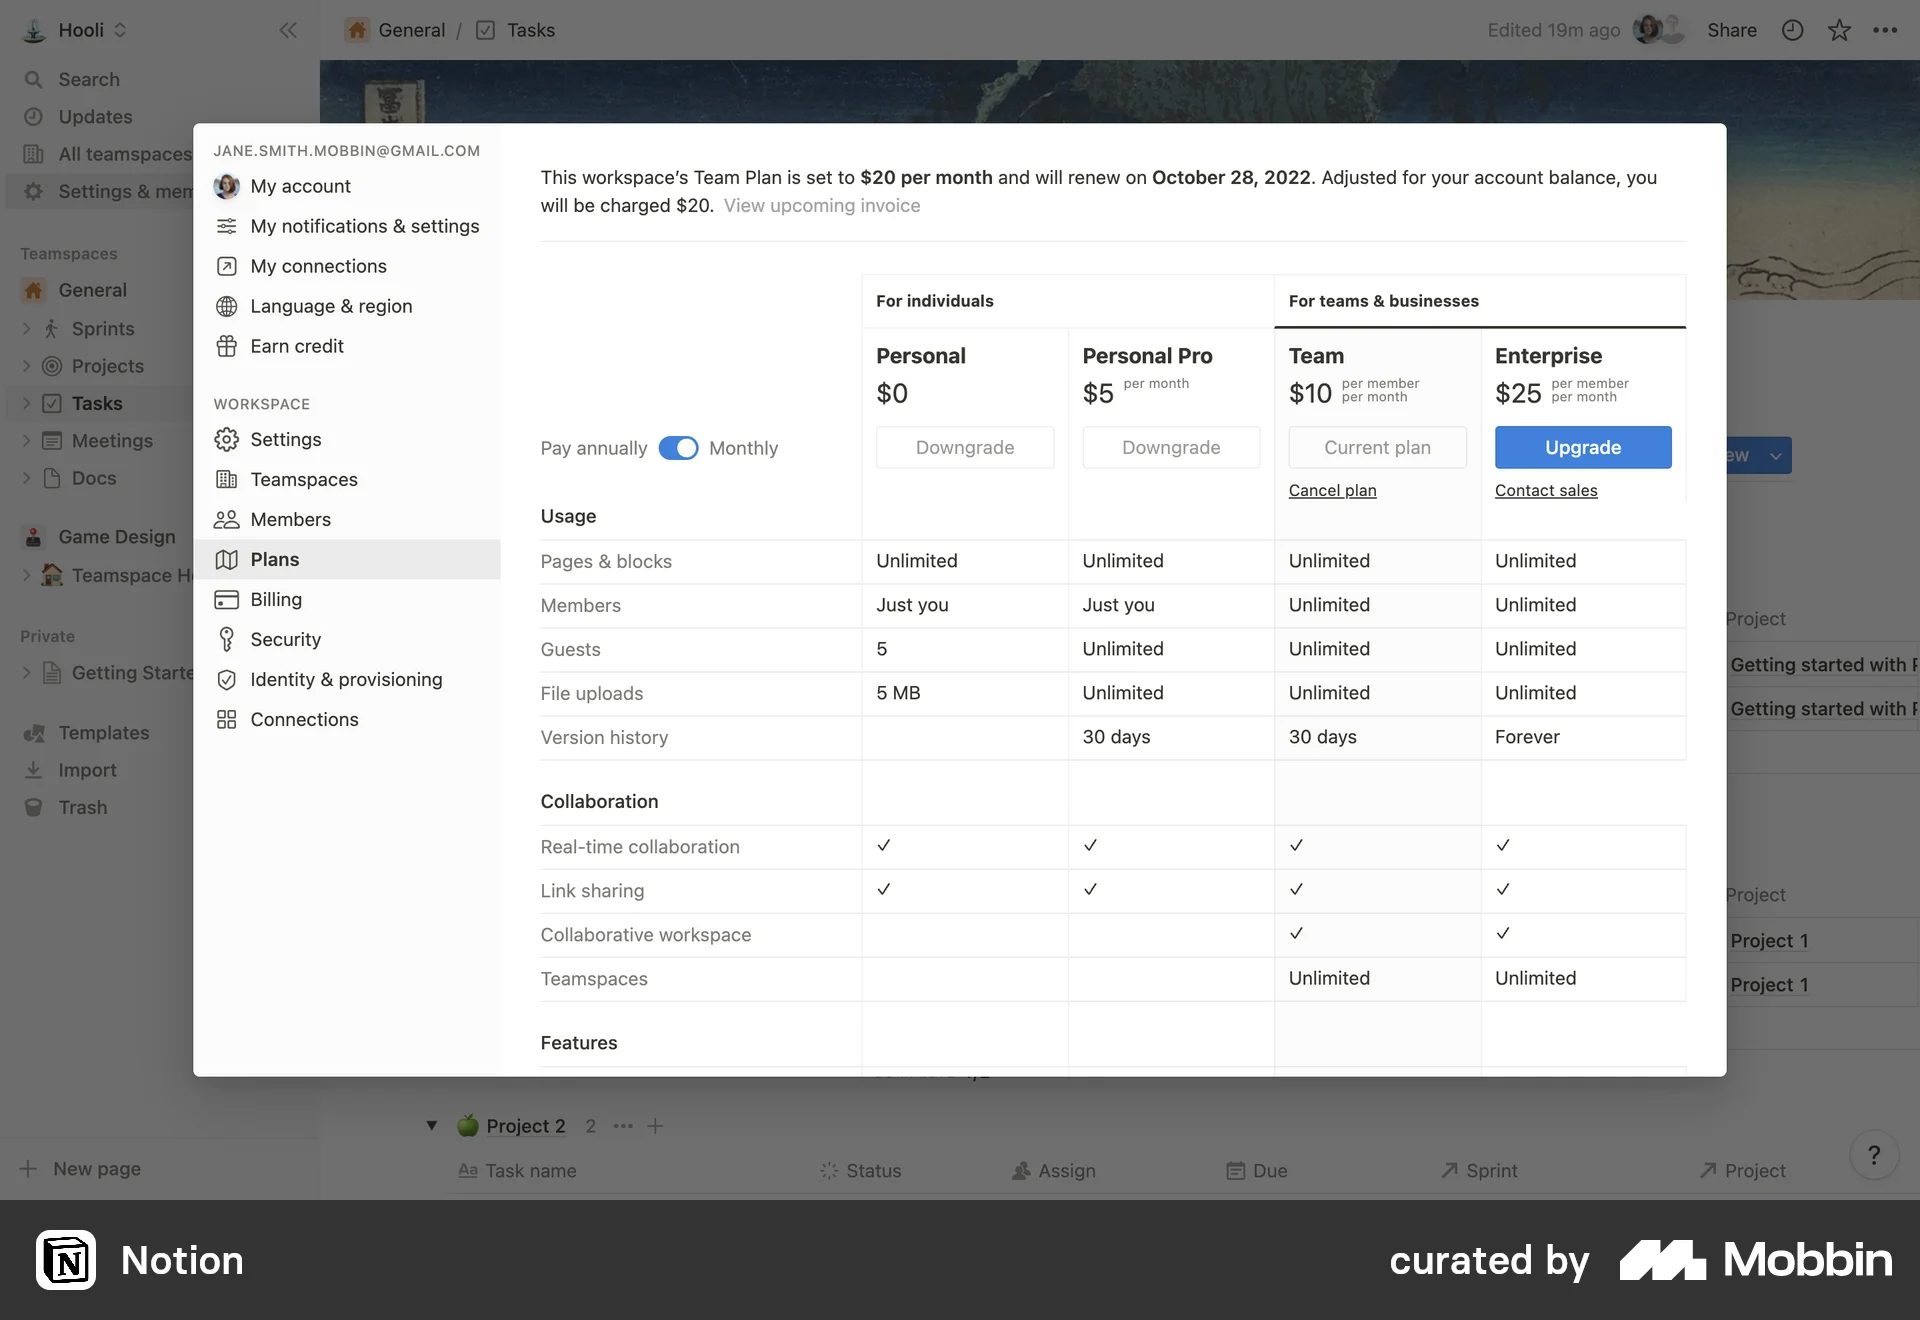 Hooli
General / Tasks
Edited 19m ago
Share
Search
Updates
All teamspaces
Settings & mem
Teamspaces
General
Sprints
Projects
Tasks
Meetings
Docs
Game Design
Teamspace H
Private
Getting Starte
Templates
Import
Trash
New page
JANE.SMITH.MOBBIN@GMAIL.COM
My account
My notifications & settings
My connections
Language & region
Earn credit
WORKSPACE
Settings
Teamspaces
Members
Plans
Billing
Security
Identity & provisioning
Connections
This workspace's Team Plan is set to $20 per month and will renew on October 28, 2022. Adjusted for your account balance, you
will be charged $20. View upcoming invoice
For individuals For teams & businesses
Personal Personal Pro Team Enterprise
$0 $5 per month $10 per member per month $25 per member per month
Pay annually Monthly Downgrade Downgrade Current plan Upgrade
Cancel plan Contact sales
Usage
Pages & blocks Unlimited Unlimited Unlimited Unlimited
Members Just you Just you Unlimited Unlimited
Guests 5 Unlimited Unlimited Unlimited
File uploads 5 MB Unlimited Unlimited Unlimited
Version history 30 days 30 days Forever
Collaboration
Real-time collaboration ✓ ✓ ✓ ✓
Link sharing ✓ ✓ ✓ ✓
Collaborative workspace ✓ ✓
Teamspaces Unlimited Unlimited
Features
ew
Project
Getting started with
Getting started with
Project
Project 1
Project 1
Project 2 2 ••• +
Aa Task name Status Assign Due Sprint Project
?
Notion
curated by Mobbin